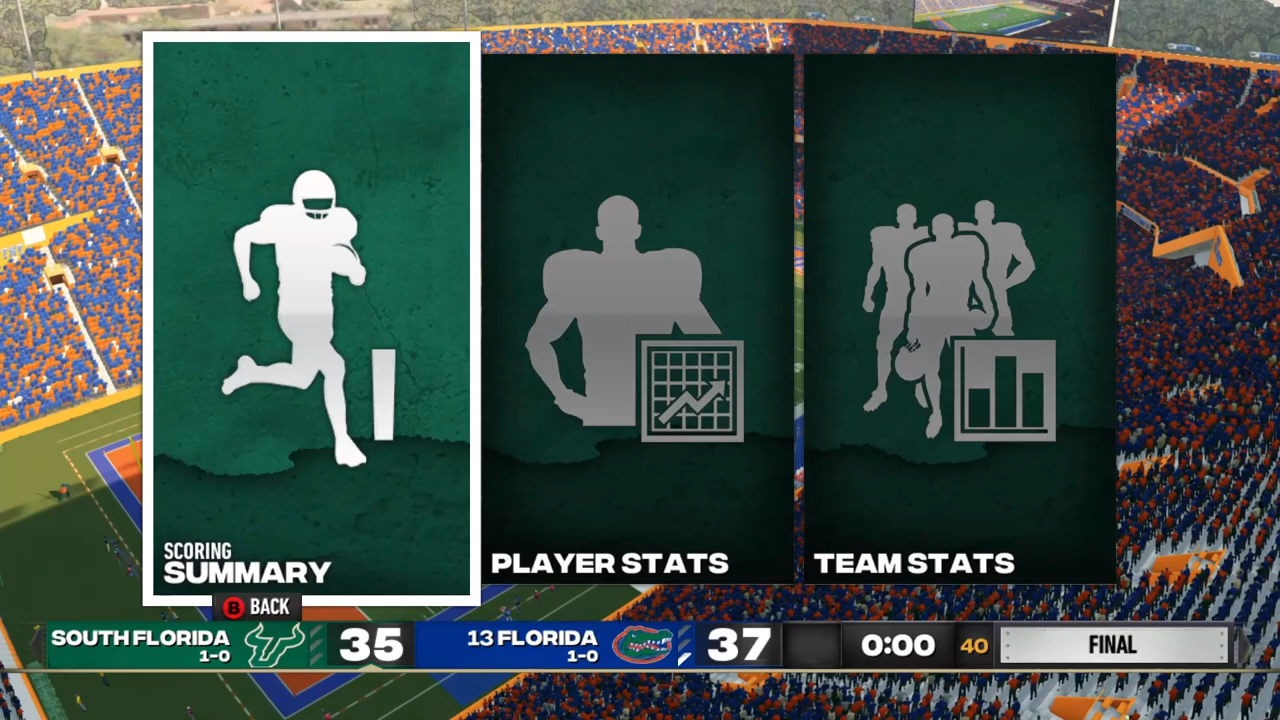 SCORING
SUMMARY
PLAYER STATS
TEAM STATS
B BACK
SOUTH FLORIDA
1-0
35
13 FLORIDA
1-0
37
0:00
40
FINAL